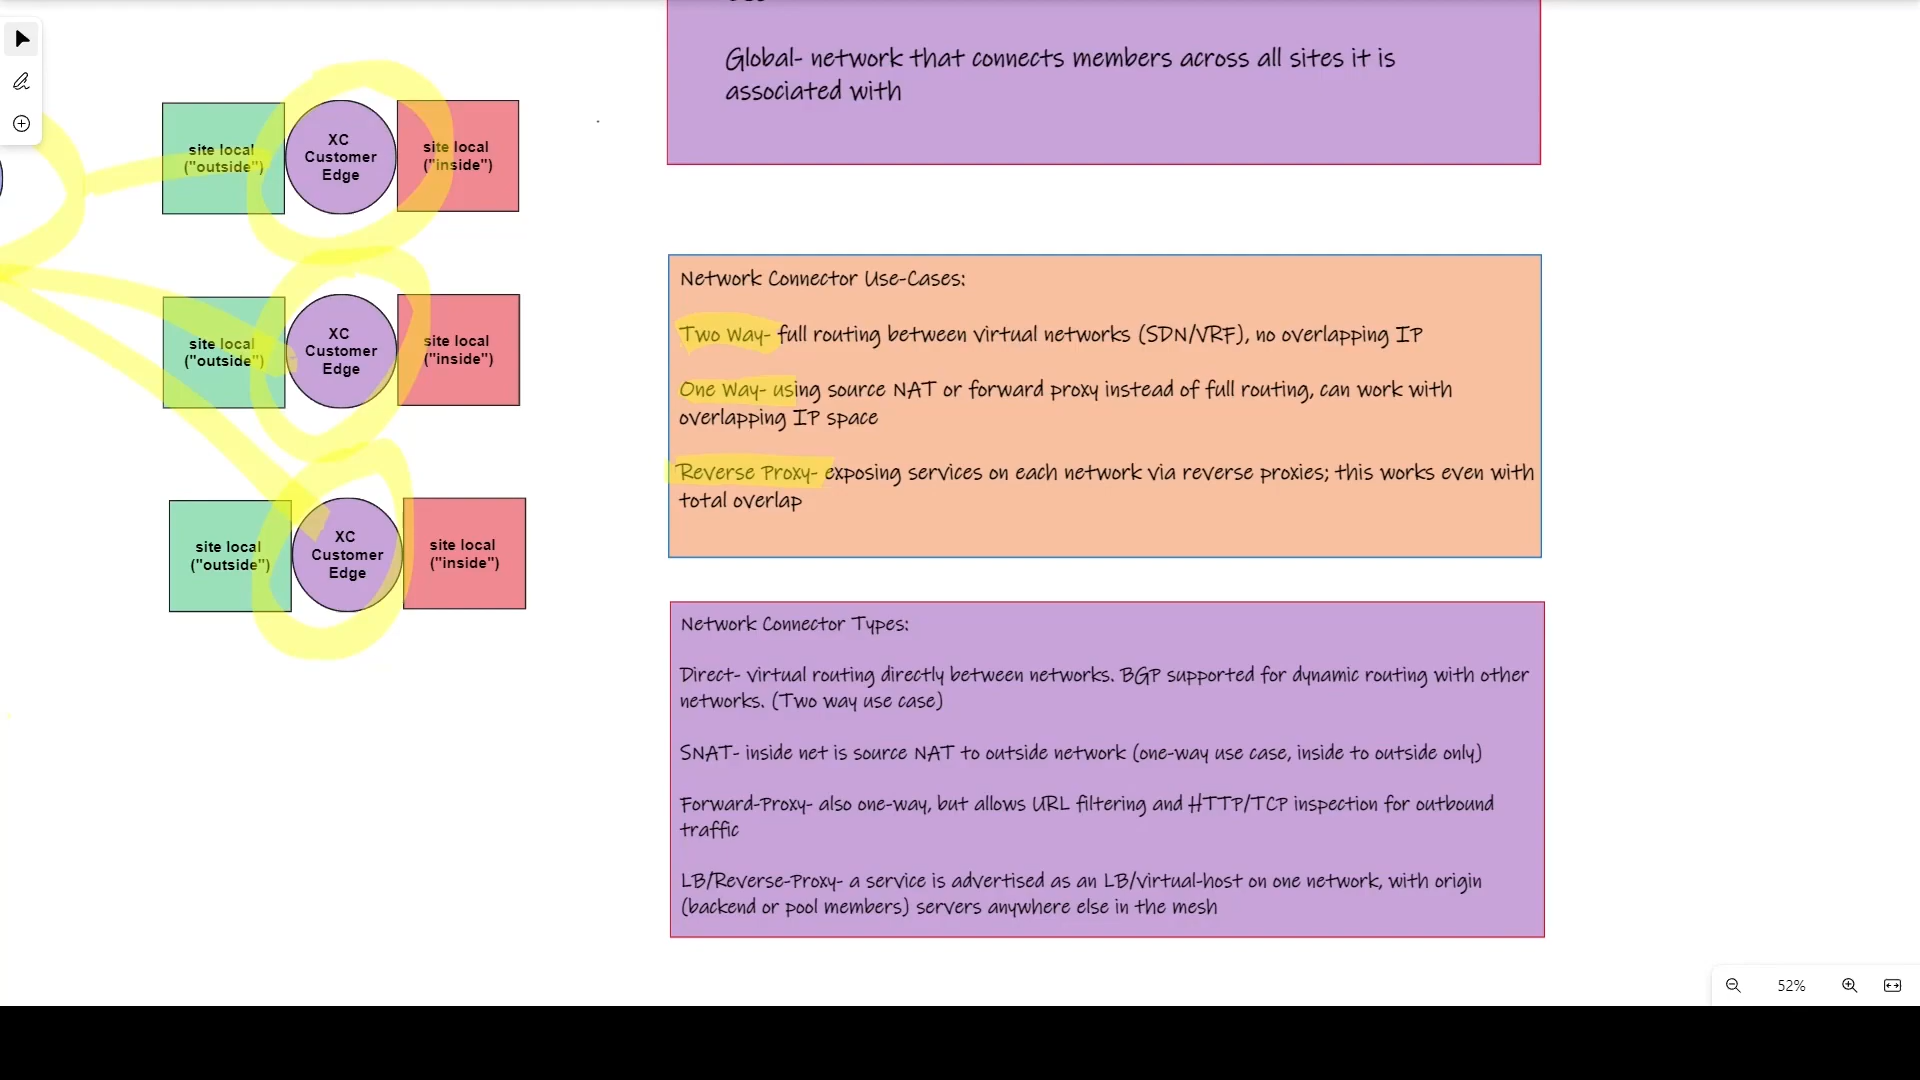 Global- network that connects members across all sites it is
associated with
site local
("outside")
XC
Customer
Edge
site local
("inside")
site local
("outside")
XC
Customer
Edge
site local
("inside")
site local
("outside")
XC
Customer
Edge
site local
("inside")
Network Connector Use-Cases:
Two Way- full routing between virtual networks (SDN/VRF), no overlapping IP
One Way- using source NAT or forward proxy instead of full routing, can work with
overlapping IP space
Reverse Proxy- exposing services on each network via reverse proxies; this works even with
total overlap
Network Connector Types:
Direct- virtual routing directly between networks. BGP supported for dynamic routing with other
networks. (Two way use case)
SNAT- inside net is source NAT to outside network (one-way use case, inside to outside only)
Forward-Proxy- also one-way, but allows URL filtering and HTTP/TCP inspection for outbound
traffic
LB/Reverse-Proxy- a service is advertised as an LB/virtual-host on one network, with origin
(backend or pool members) servers anywhere else in the mesh
52%